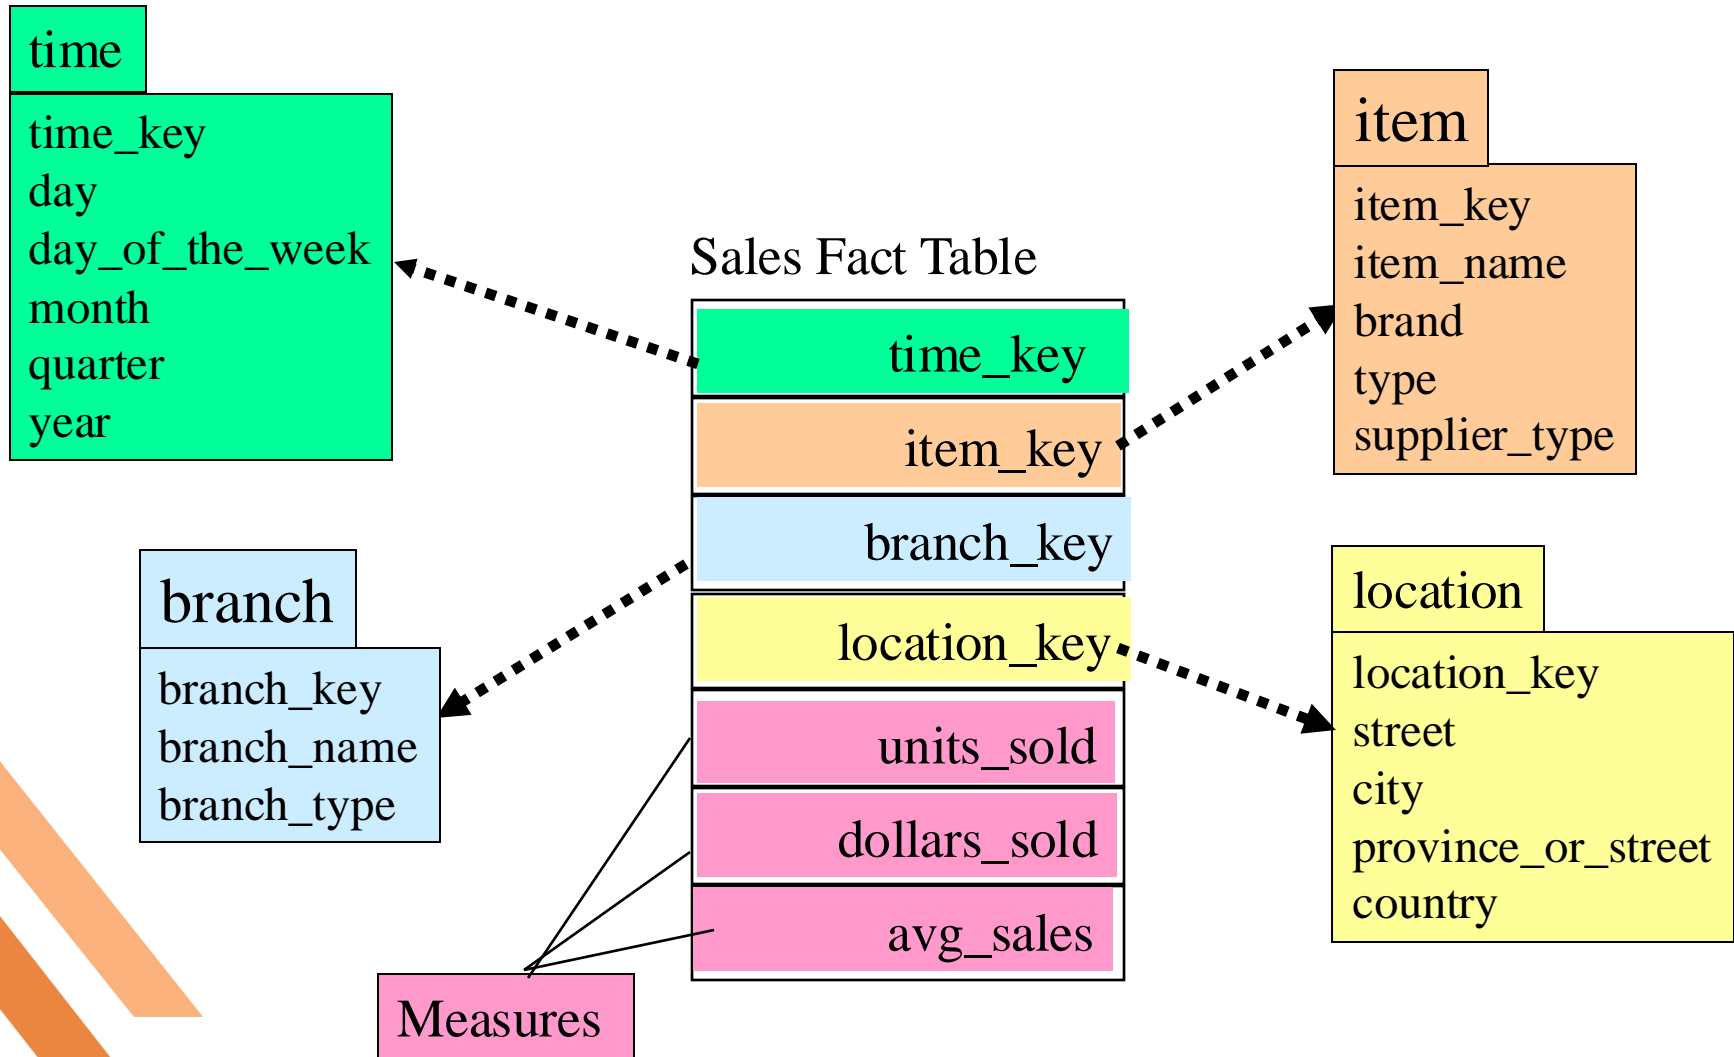 time
time_key
day
day_of_the_week
month
quarter
year
item
item_key
item_name
brand
type
supplier_type
Sales Fact Table
time_key
item_key
branch_key
location_key
units_sold
dollars_sold
avg_sales
branch
branch_key
branch_name
branch_type
location
location_key
street
city
province_or_street
country
Measures